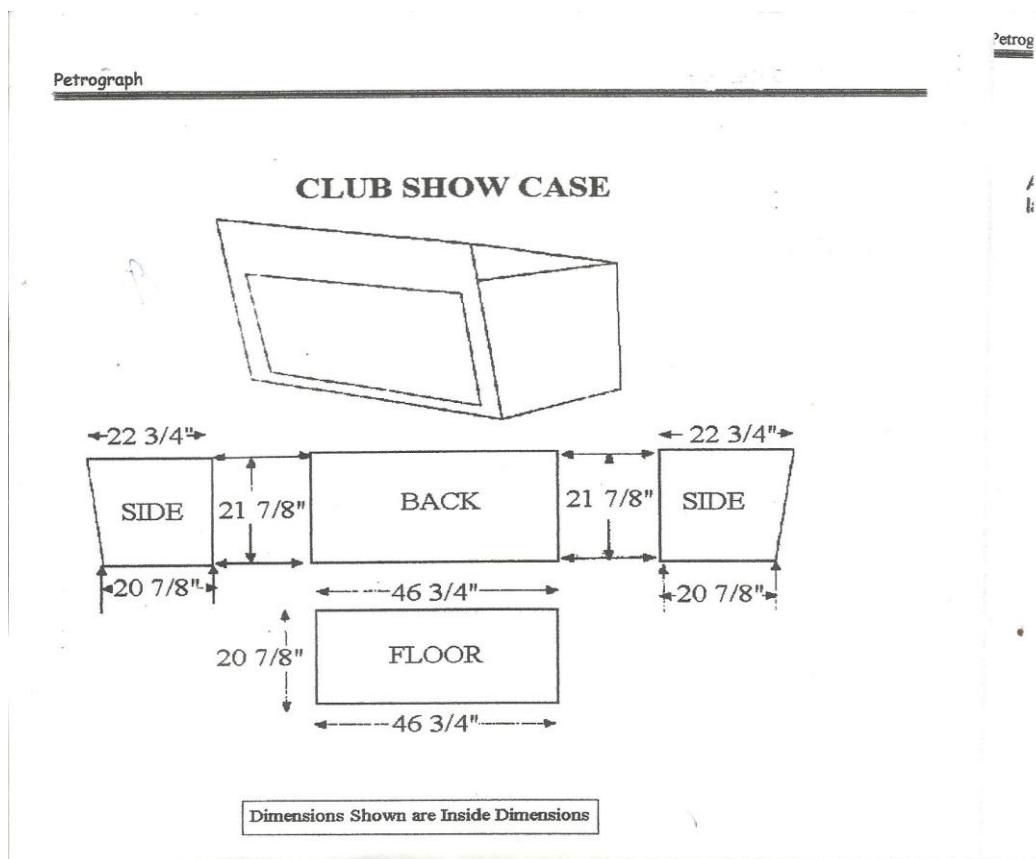 Petrograph
CLUB SHOW CASE
22 3/4"
22 3/4"
SIDE
21 7/8"
BACK
21 7/8"
SIDE
20 7/8"
46 3/4"
20 7/8"
20 7/8"
FLOOR
46 3/4"
Dimensions Shown are Inside Dimensions